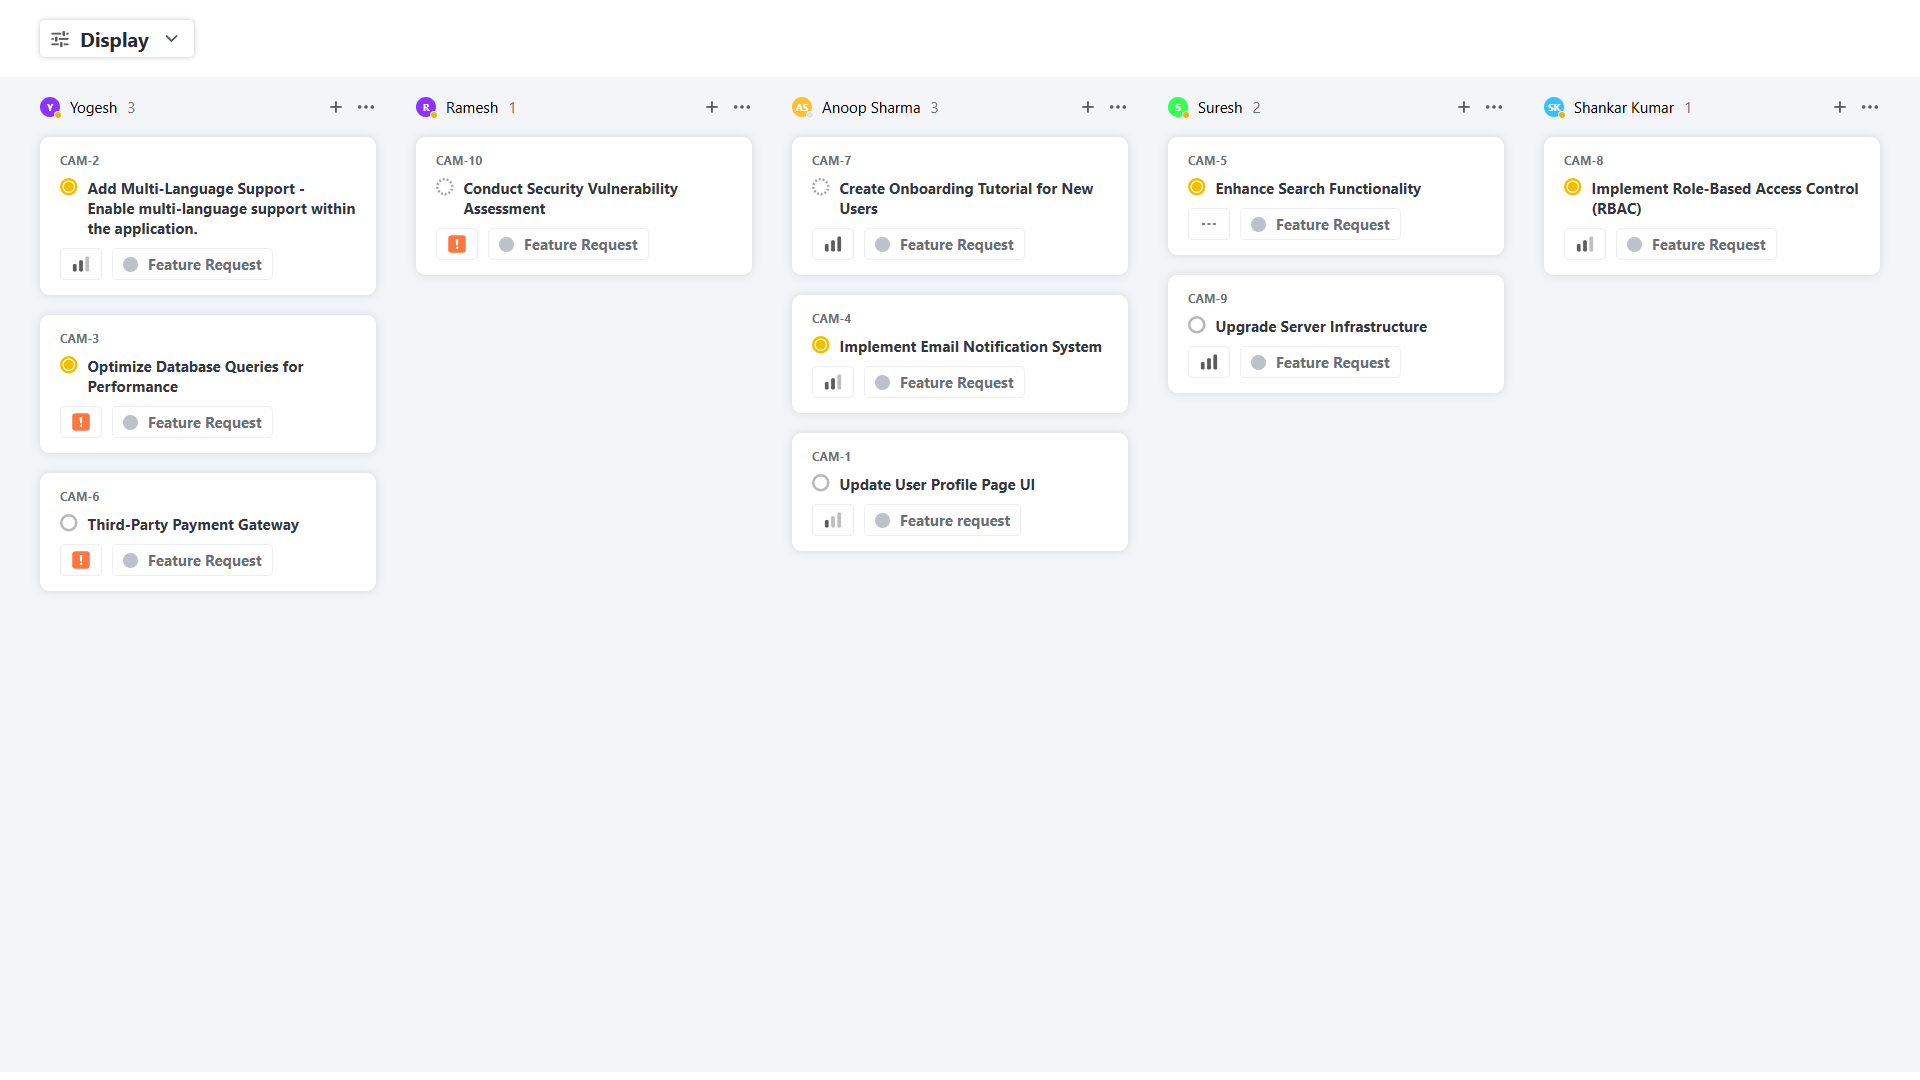 Display
Y Yogesh 3
CAM-2
Add Multi-Language Support -
Enable multi-language support within
the application.
Feature Request
CAM-3
Optimize Database Queries for
Performance
! Feature Request
CAM-6
Third-Party Payment Gateway
! Feature Request
R Ramesh 1
CAM-10
Conduct Security Vulnerability
Assessment
! Feature Request
AS Anoop Sharma 3
CAM-7
Create Onboarding Tutorial for New
Users
Feature Request
CAM-4
Implement Email Notification System
Feature Request
CAM-1
Update User Profile Page UI
Feature request
S Suresh 2
CAM-5
Enhance Search Functionality
Feature Request
CAM-9
Upgrade Server Infrastructure
Feature Request
SK Shankar Kumar 1
CAM-8
Implement Role-Based Access Control
(RBAC)
Feature Request